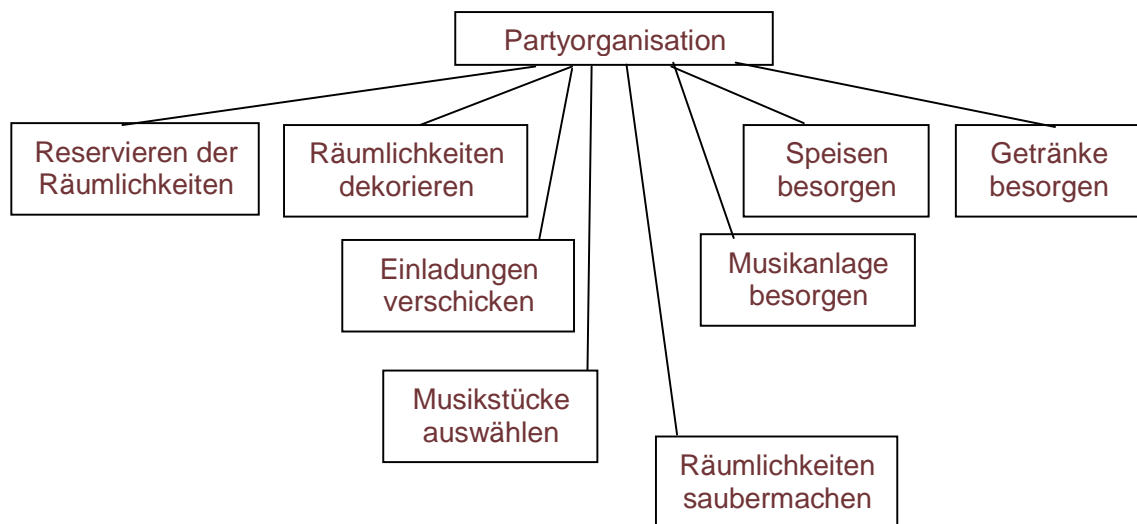 Partyorganisation
Reservieren der
Räumlichkeiten
Räumlichkeiten
dekorieren
Speisen
besorgen
Getränke
besorgen
Einladungen
verschicken
Musikanlage
besorgen
Musikstücke
auswählen
Räumlichkeiten
saubermachen